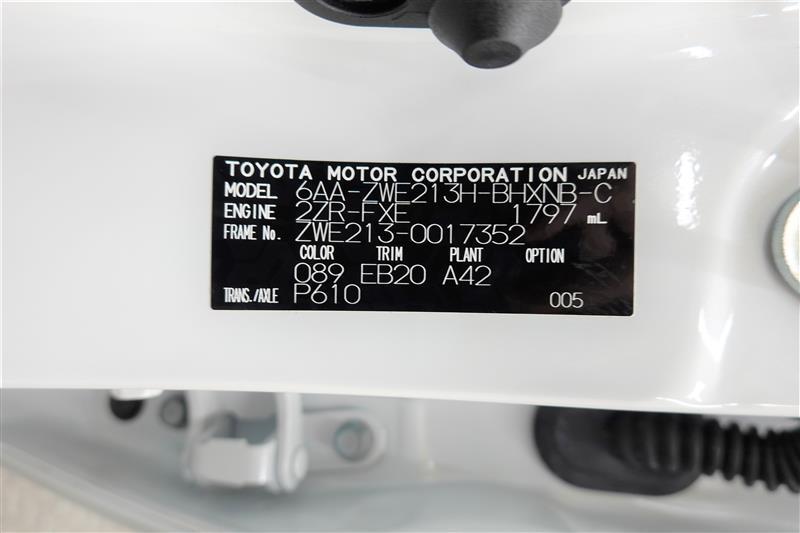 TOYOTA MOTOR CORPORATION JAPAN
MODEL 6AA-ZWE213H-BHXNB-C
ENGINE 2ZR-FXE 1797 mL
FRAME No. ZWE213-0017352
COLOR TRIM PLANT OPTION
089 EB20 A42
TRANS./AXLE P610 005